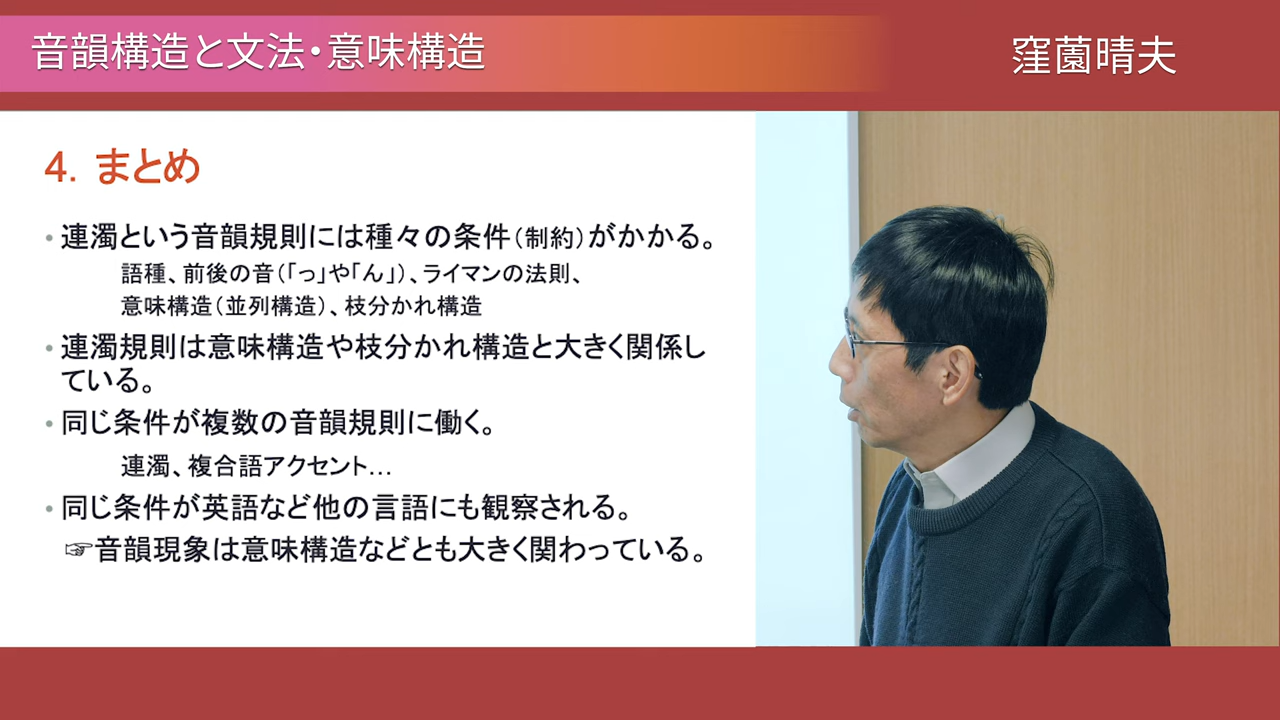 音韻構造と文法・意味構造
窪薗晴夫
4. まとめ
• 連濁という音韻規則には種々の条件(制約)がかかる。
語種、前後の音(「っ」や「ん」)、ライマンの法則、
意味構造(並列構造)、枝分かれ構造
• 連濁規則は意味構造や枝分かれ構造と大きく関係し
ている。
• 同じ条件が複数の音韻規則に働く。
連濁、複合語アクセント…
• 同じ条件が英語など他の言語にも観察される。
☞音韻現象は意味構造などとも大きく関わっている。